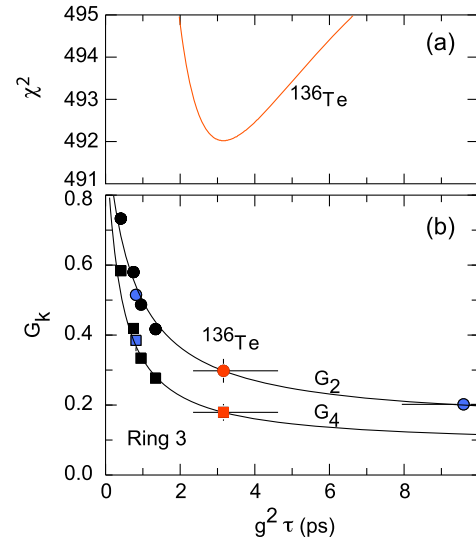 495
494
493
492
491
χ²
(a)
¹³⁶Te
0.8
0.6
0.4
0.2
0.0
G_k
(b)
¹³⁶Te
G₂
G₄
Ring 3
0 2 4 6 8
g² τ (ps)